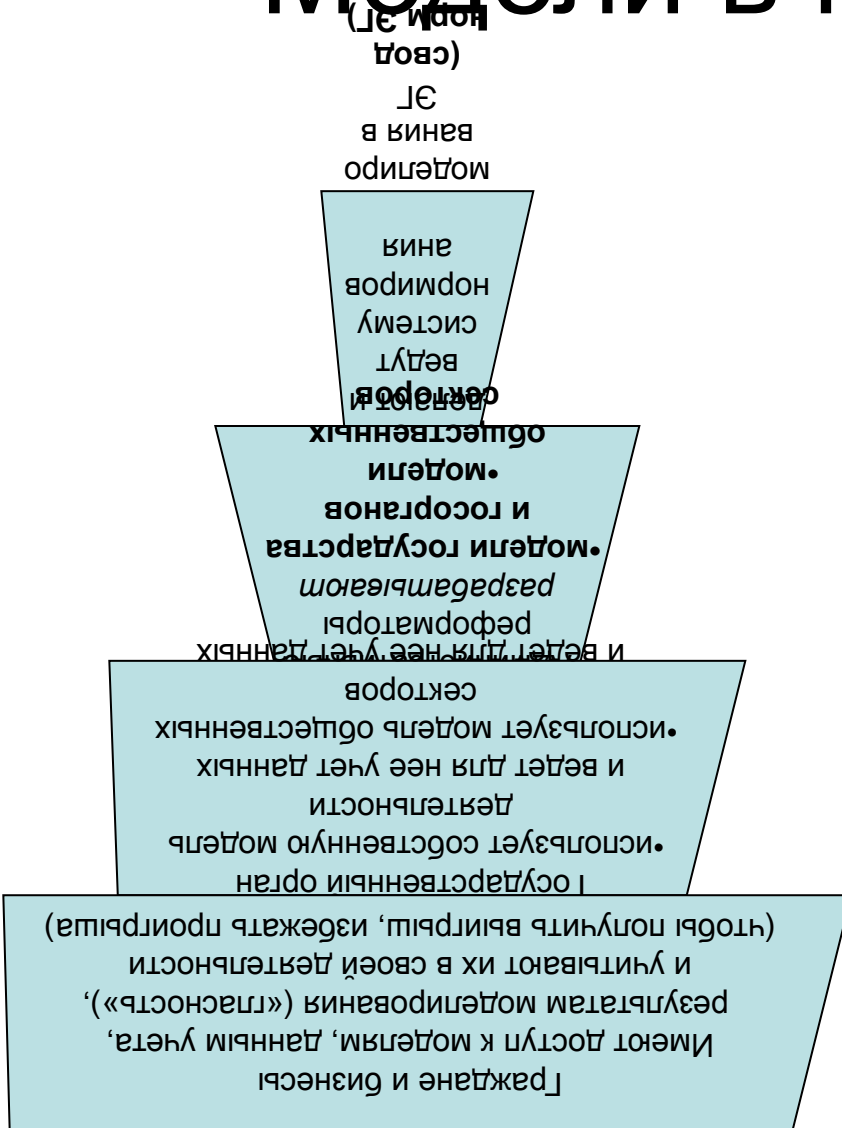 Модели в
Граждане и бизнесы
Имеют доступ к моделям, данным учета,
результатам моделирования («гласность»),
и учитывают их в своей деятельности
(чтобы получить выигрыш, избежать проигрыша)
Государственный орган
•использует собственную модель
деятельности
и ведет для нее учет данных
•использует модель общественных
секторов
и ведет для нее учет данных
реформаторы
разрабатывают
•модели государства
и госорганов
•модели
общественных
секторов
делают и
ведут
систему
нормиров
ания
моделиро
вания в
ЭГ
(свод
норм ЭГ)